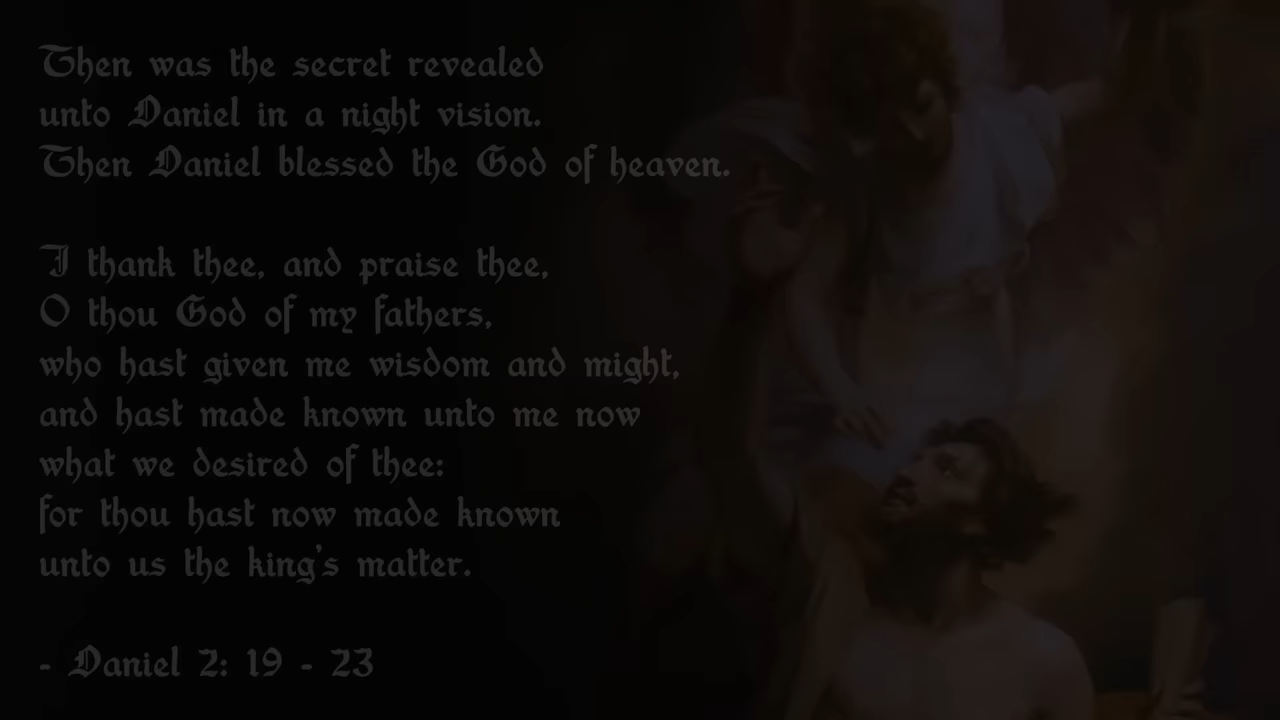 Then was the secret revealed
unto Daniel in a night vision.
Then Daniel blessed the God of heaven.
I thank thee, and praise thee,
O thou God of my fathers,
who hast given me wisdom and might,
and hast made known unto me now
what we desired of thee:
for thou hast now made known
unto us the king's matter.
- Daniel 2: 19 - 23